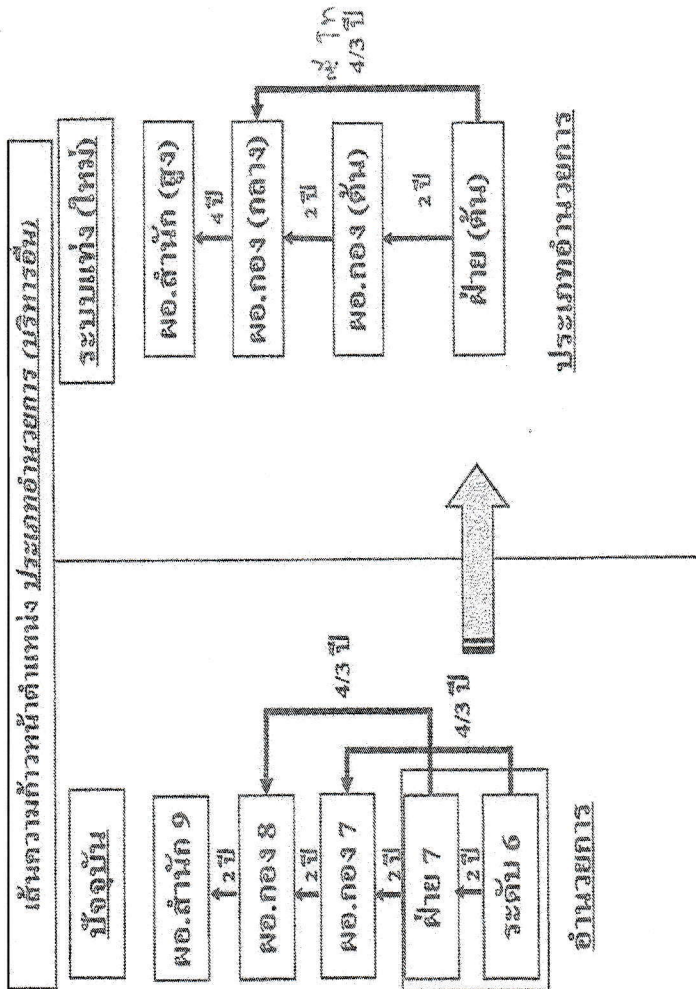 เส้นความก้าวหน้าตำแหน่ง ประเภทอำนวยการ (บริหารอื่น)
ปัจจุบัน
ผอ.สำนัก 9
2 ปี
ผอ.กอง 8
2 ปี
4/3 ปี
ผอ.กอง 7
2 ปี
4/3 ปี
ฝ่าย 7
2 ปี
ระดับ 6
อำนวยการ
ระบบแท่ง (ใหม่)
ผอ.สำนัก (สูง)
4 ปี
ผอ.กอง (กลาง)
2 ปี
4/3 ปี
ผอ.กอง (ต้น)
2 ปี
ฝ่าย (ต้น)
ประเภทอำนวยการ